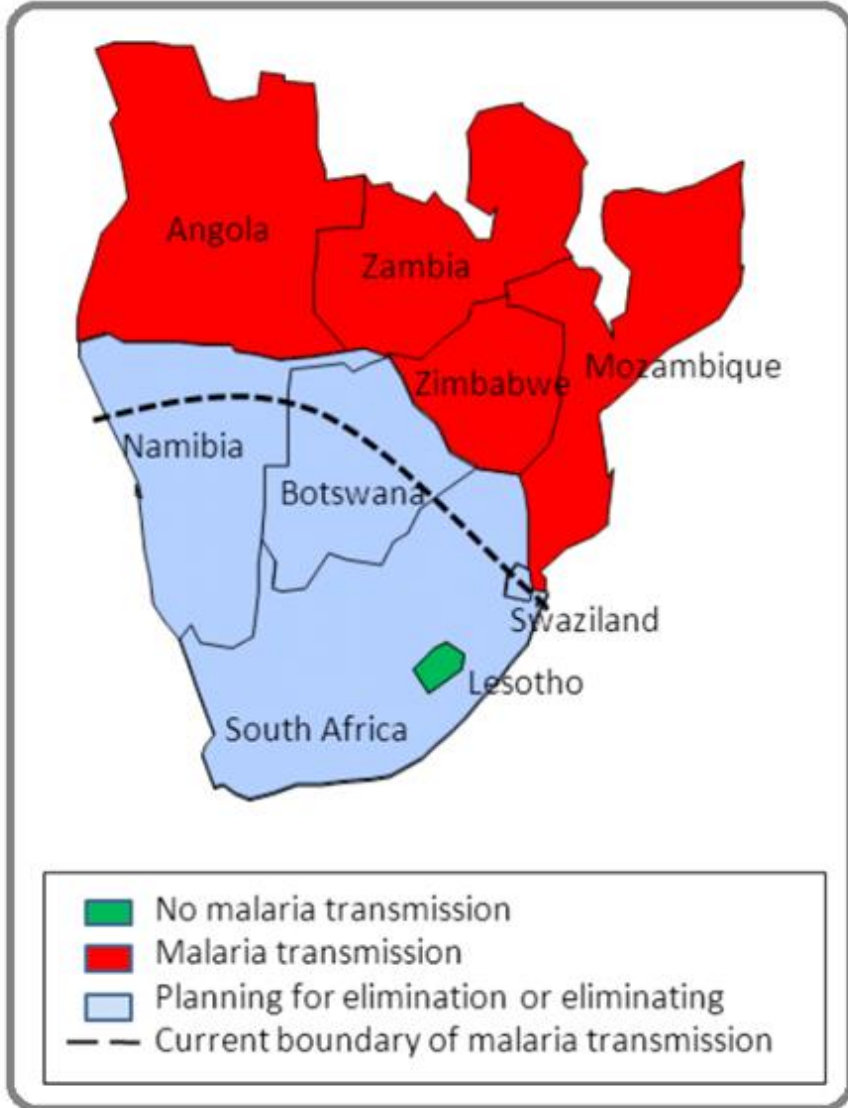 Angola
Zambia
Zimbabwe
Mozambique
Namibia
Botswana
Swaziland
Lesotho
South Africa
No malaria transmission
Malaria transmission
Planning for elimination or eliminating
Current boundary of malaria transmission